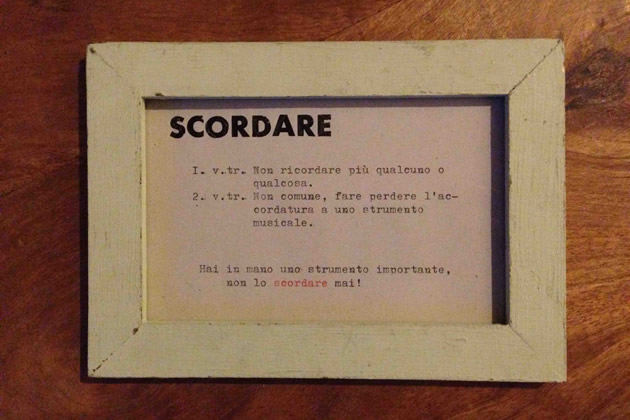 SCORDARE
1. v.tr. Non ricordare più qualcuno o
qualcosa.
2. v.tr. Non comune, fare perdere l'ac-
cordatura a uno strumento
musicale.
Hai in mano uno strumento importante,
non lo scordare mai!